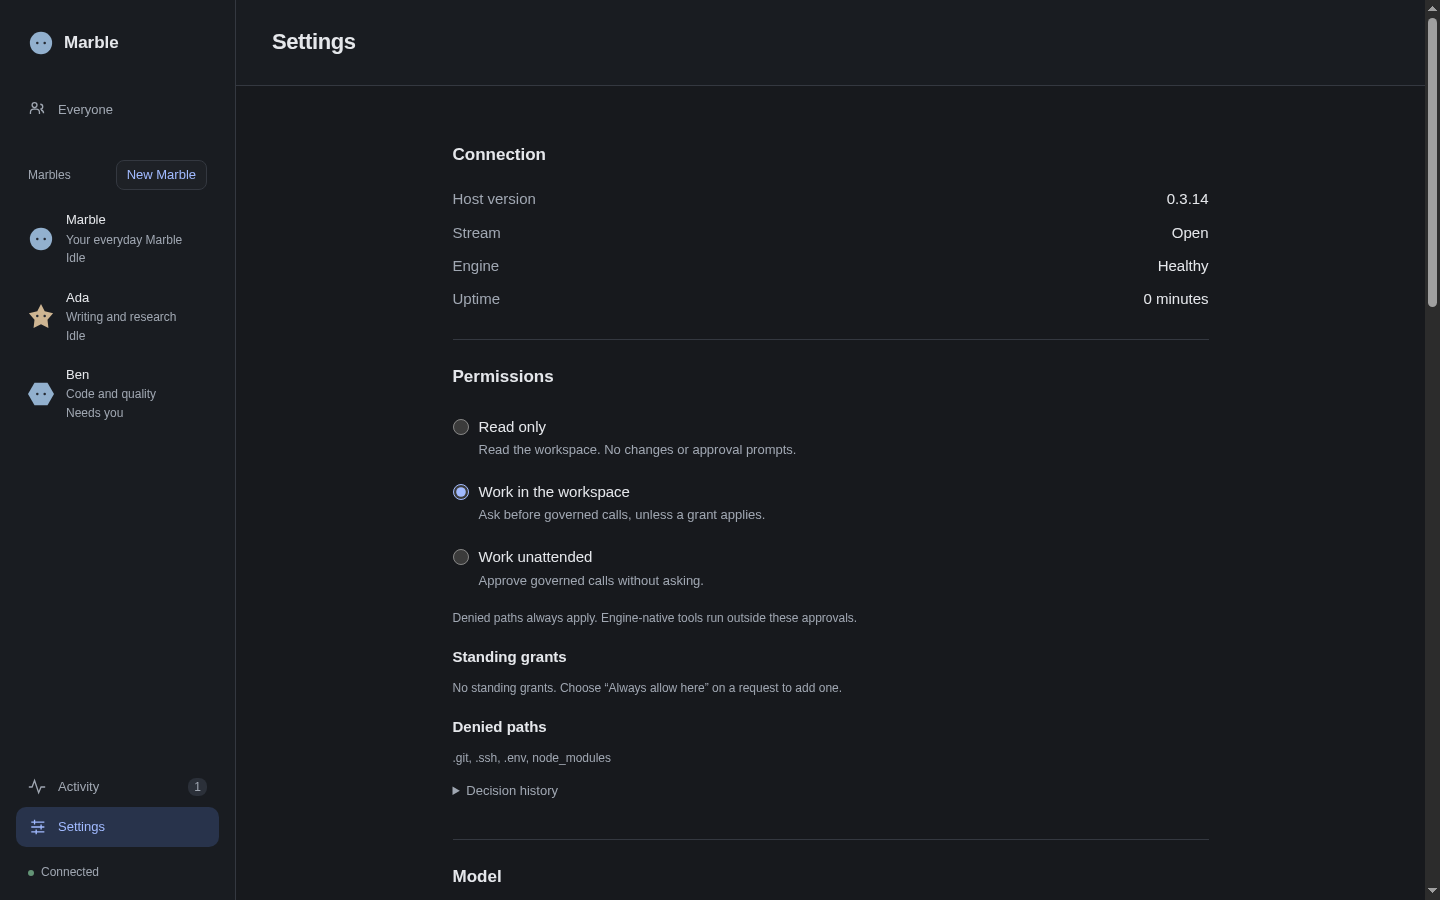 Marble
Everyone
Marbles
New Marble
Marble
Your everyday Marble
Idle
Ada
Writing and research
Idle
Ben
Code and quality
Needs you
Activity
1
Settings
Connected
Settings
Connection
Host version
0.3.14
Stream
Open
Engine
Healthy
Uptime
0 minutes
Permissions
Read only
Read the workspace. No changes or approval prompts.
Work in the workspace
Ask before governed calls, unless a grant applies.
Work unattended
Approve governed calls without asking.
Denied paths always apply. Engine-native tools run outside these approvals.
Standing grants
No standing grants. Choose “Always allow here” on a request to add one.
Denied paths
.git, .ssh, .env, node_modules
Decision history
Model